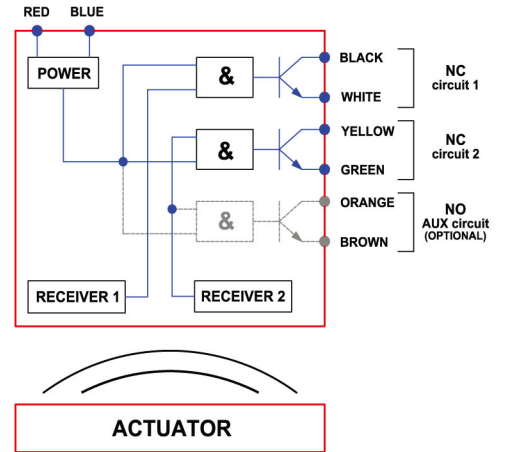 RED BLUE
POWER
&
BLACK
WHITE
NC
circuit 1
&
YELLOW
GREEN
NC
circuit 2
&
ORANGE
BROWN
NO
AUX circuit
(OPTIONAL)
RECEIVER 1
RECEIVER 2
ACTUATOR